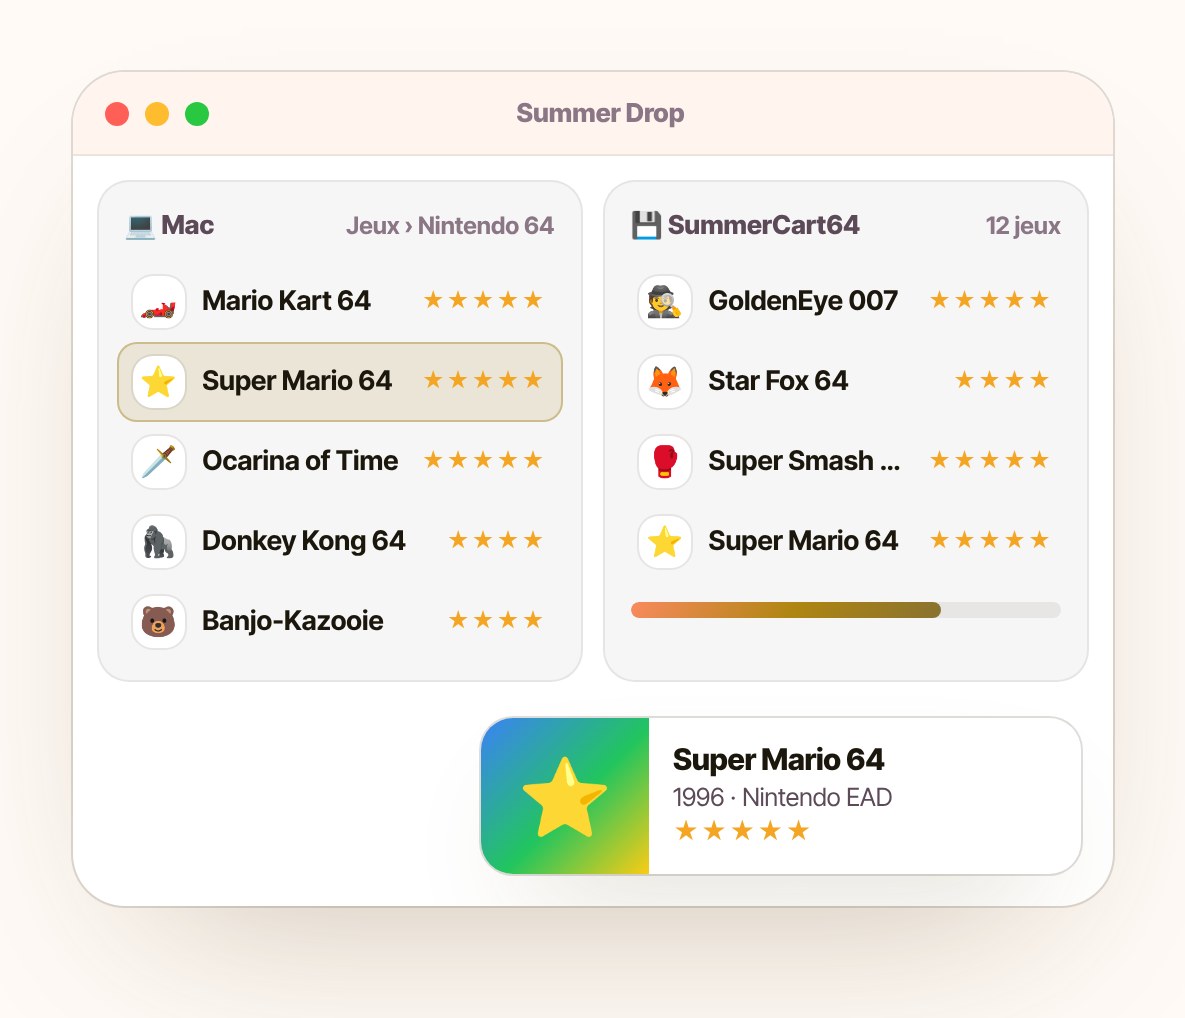 Summer Drop
Mac
Jeux › Nintendo 64
Mario Kart 64 ★★★★★
Super Mario 64 ★★★★★
Ocarina of Time ★★★★★
Donkey Kong 64 ★★★★
Banjo-Kazooie ★★★★
SummerCart64
12 jeux
GoldenEye 007 ★★★★★
Star Fox 64 ★★★★
Super Smash ... ★★★★★
Super Mario 64 ★★★★★
Super Mario 64
1996 · Nintendo EAD
★★★★★